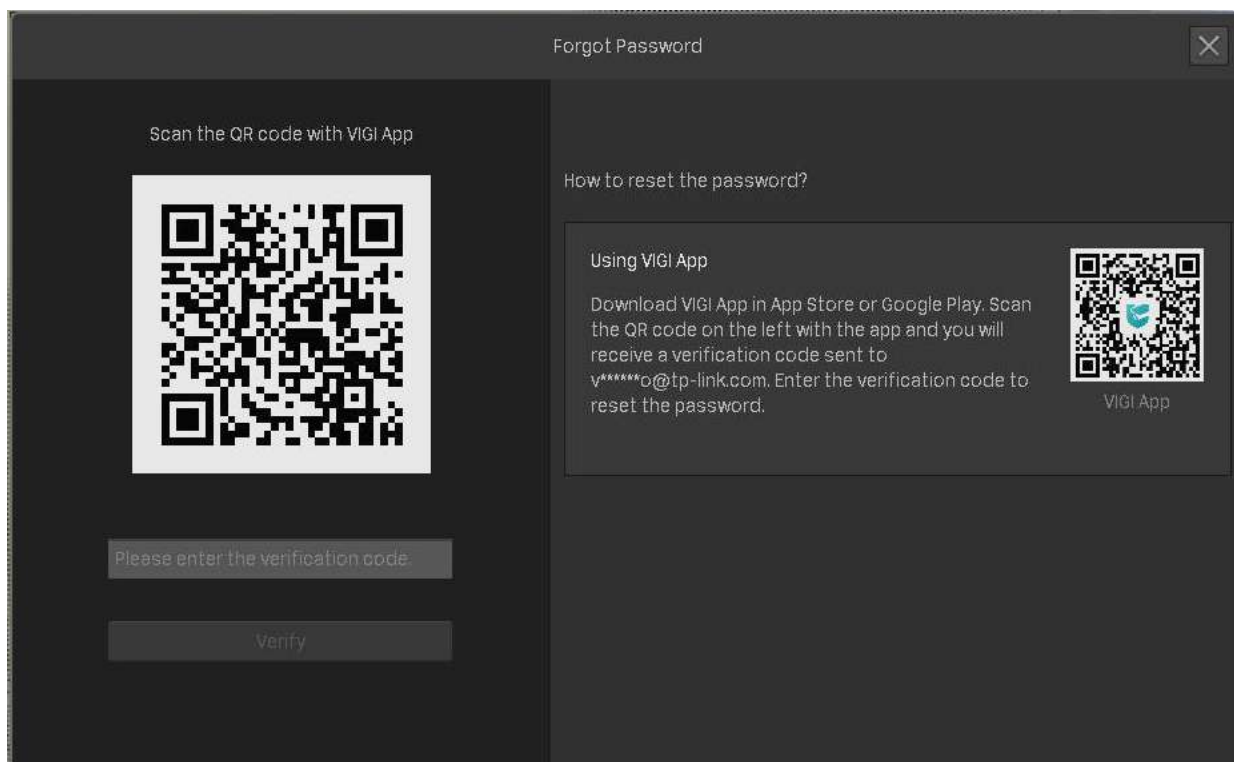 Forgot Password
Scan the QR code with VIGI App
Please enter the verification code.
Verify
How to reset the password?
Using VIGI App
Download VIGI App in App Store or Google Play. Scan
the QR code on the left with the app and you will
receive a verification code sent to
v******o@tp-link.com. Enter the verification code to
reset the password.
VIGI App